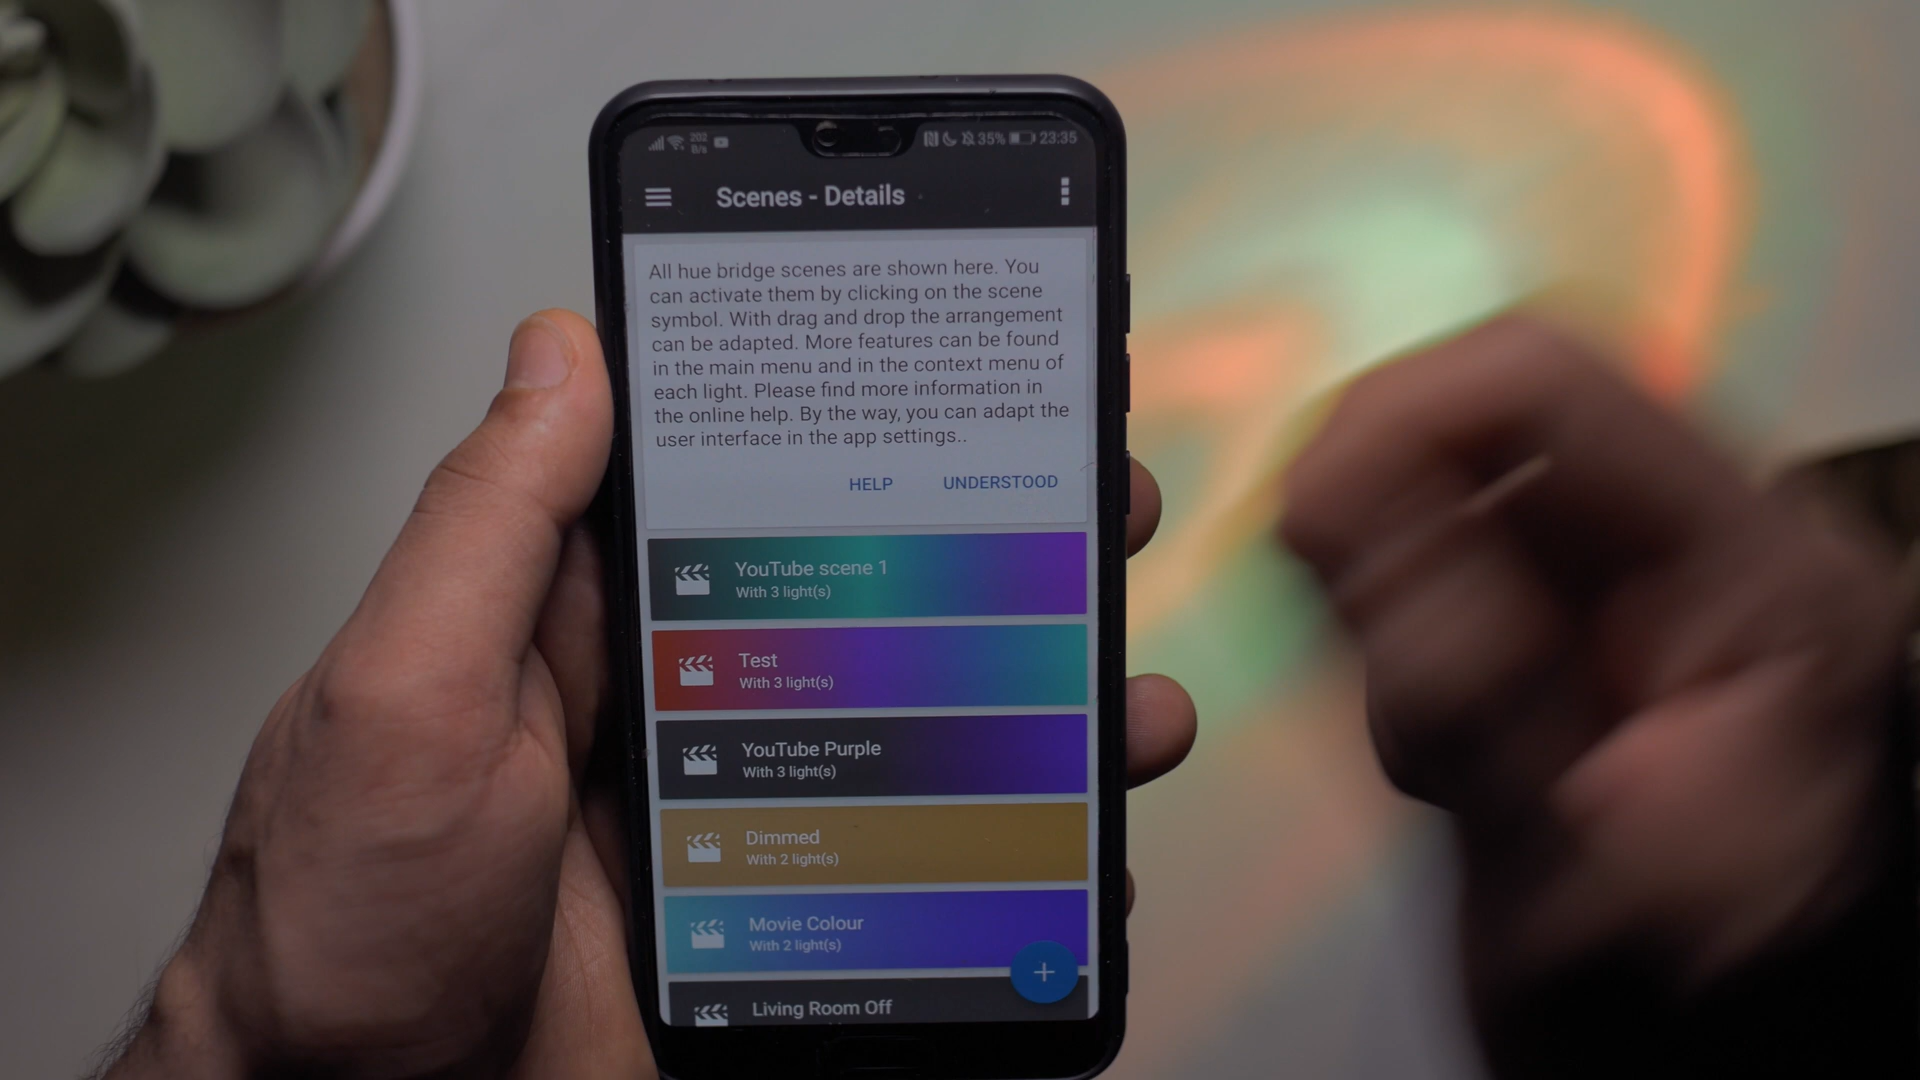 202
B/s
35%
23:35
Scenes - Details
All hue bridge scenes are shown here. You
can activate them by clicking on the scene
symbol. With drag and drop the arrangement
can be adapted. More features can be found
in the main menu and in the context menu of
each light. Please find more information in
the online help. By the way, you can adapt the
user interface in the app settings..
HELP UNDERSTOOD
YouTube scene 1
With 3 light(s)
Test
With 3 light(s)
YouTube Purple
With 3 light(s)
Dimmed
With 2 light(s)
Movie Colour
With 2 light(s)
Living Room Off